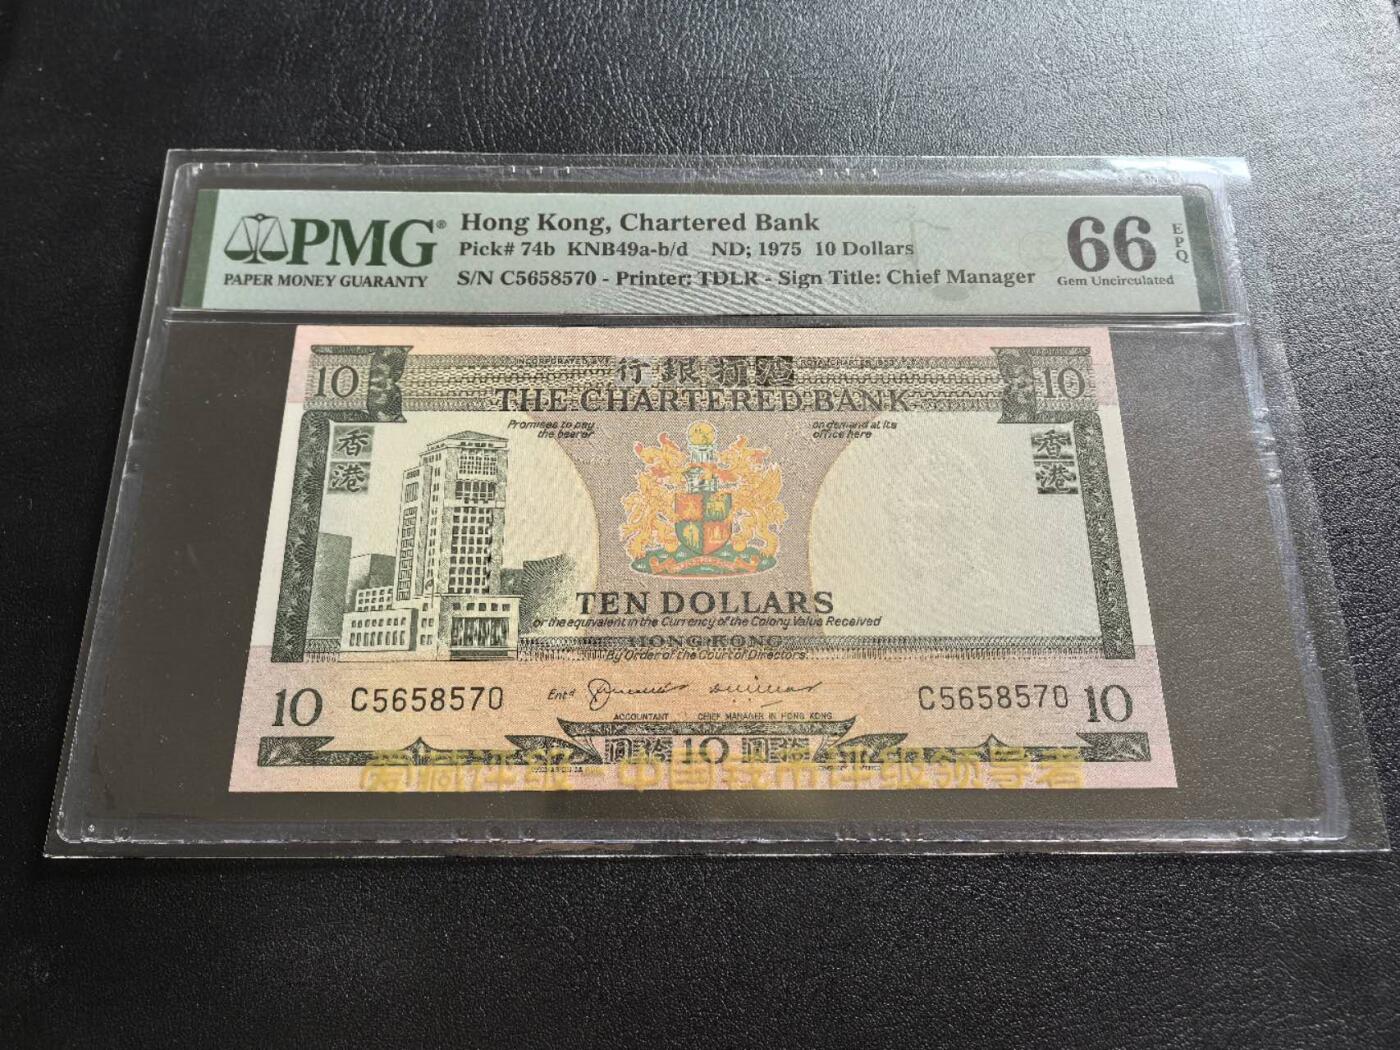 PMG®
PAPER MONEY GUARANTY
Hong Kong, Chartered Bank
Pick# 74b KNB49a-b/d ND; 1975 10 Dollars
S/N C5658570 - Printer: TDLR - Sign Title: Chief Manager
66 EPQ
Gem Uncirculated
10 行銀打渣 10
THE CHARTERED BANK
Promises to pay the bearer
on demand at its office here
香港
香港
TEN DOLLARS
or the equivalent in the Currency of the Colony Value Received
HONG KONG
By Order of the Court of Directors
10 C5658570 Entd C5658570 10
ACCOUNTANT CHIEF MANAGER IN HONG KONG
圓拾 10 圓拾
爱藏评级 中国钱币评级领导者